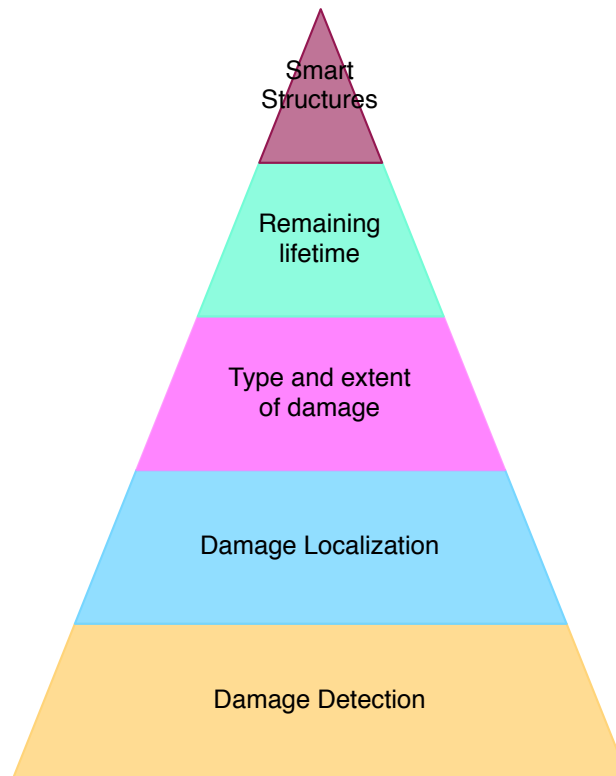 Smart
Structures
Remaining
lifetime
Type and extent
of damage
Damage Localization
Damage Detection